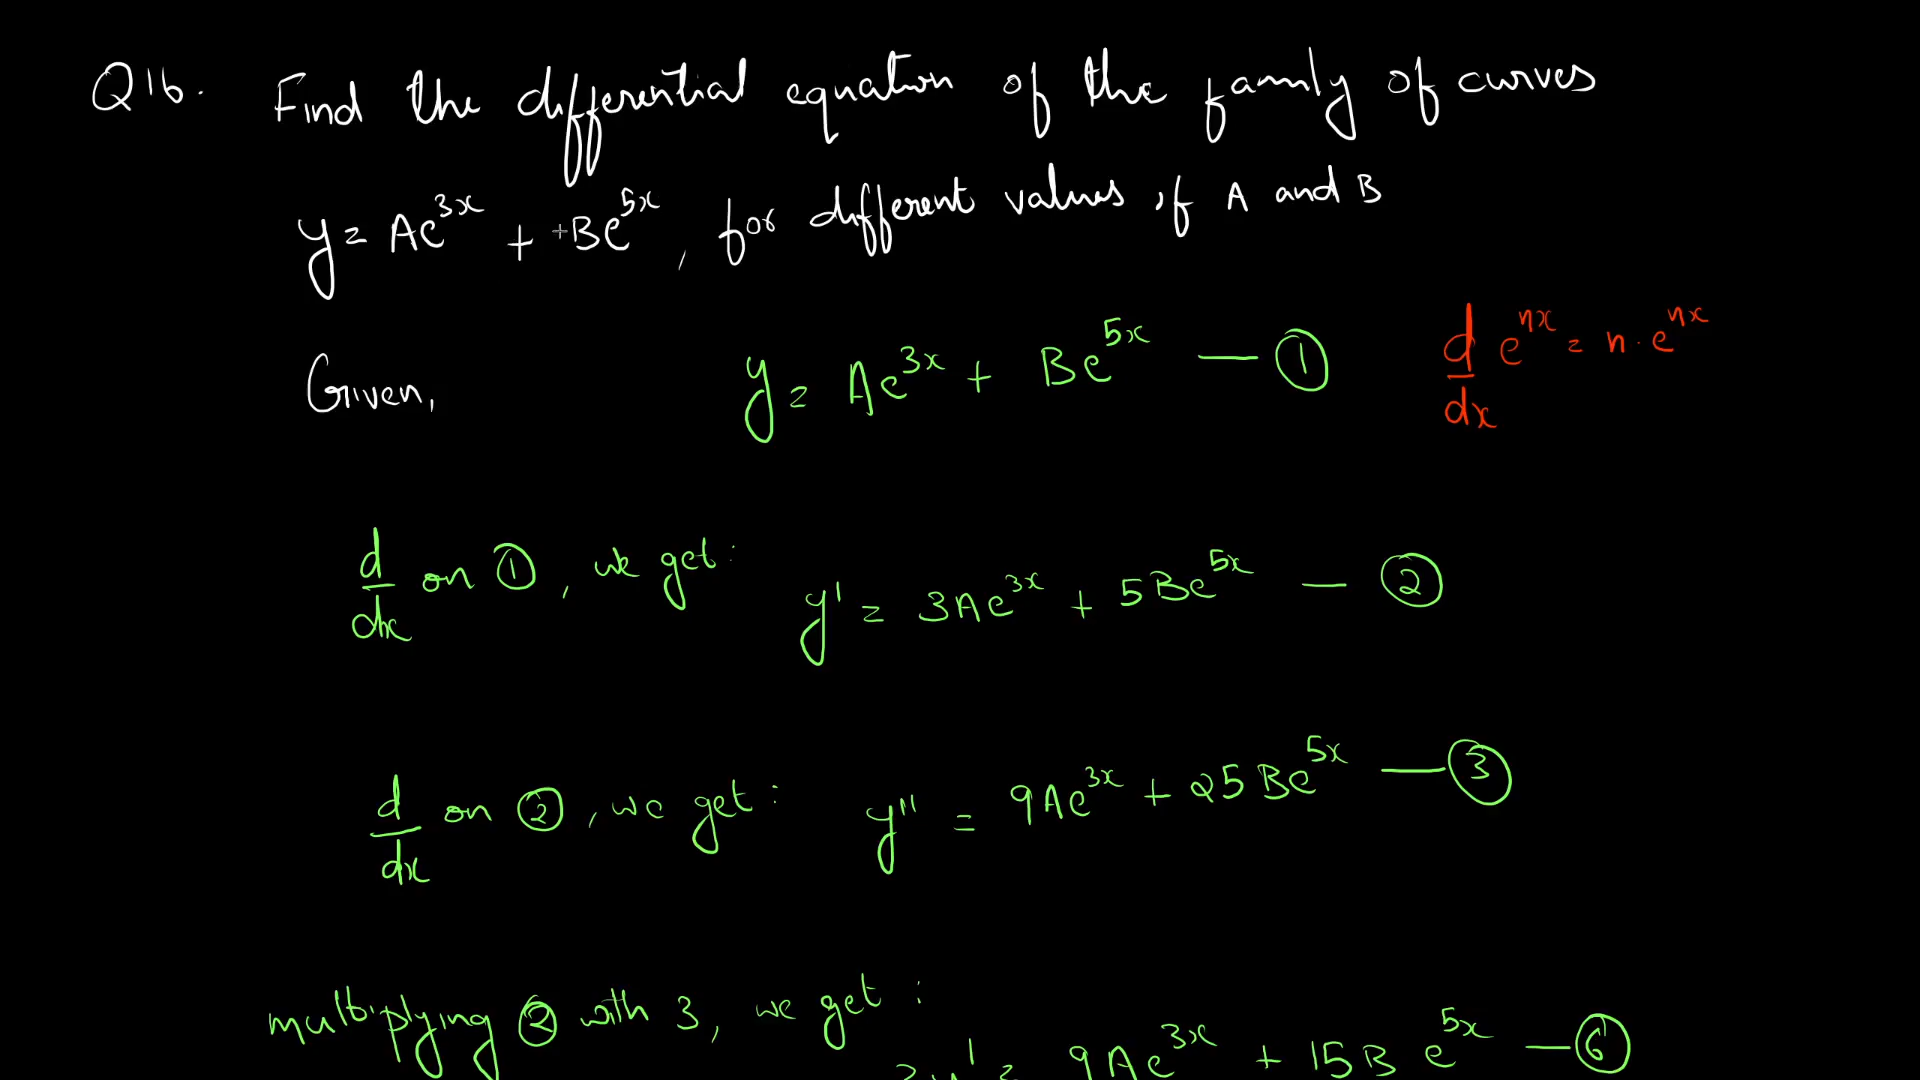 Q16. Find the differential equation of the family of curves
y = Ae^3x + +Be^5x, for different values of A and B
Given, y = Ae^3x + Be^5x — ① d/dx e^nx = n · e^nx
d/dx on ①, we get: y' = 3Ae^3x + 5Be^5x — ②
d/dx on ②, we get: y'' = 9Ae^3x + 25Be^5x — ③
multiplying ② with 3, we get:
3y' = 9Ae^3x + 15B e^5x — ⑥